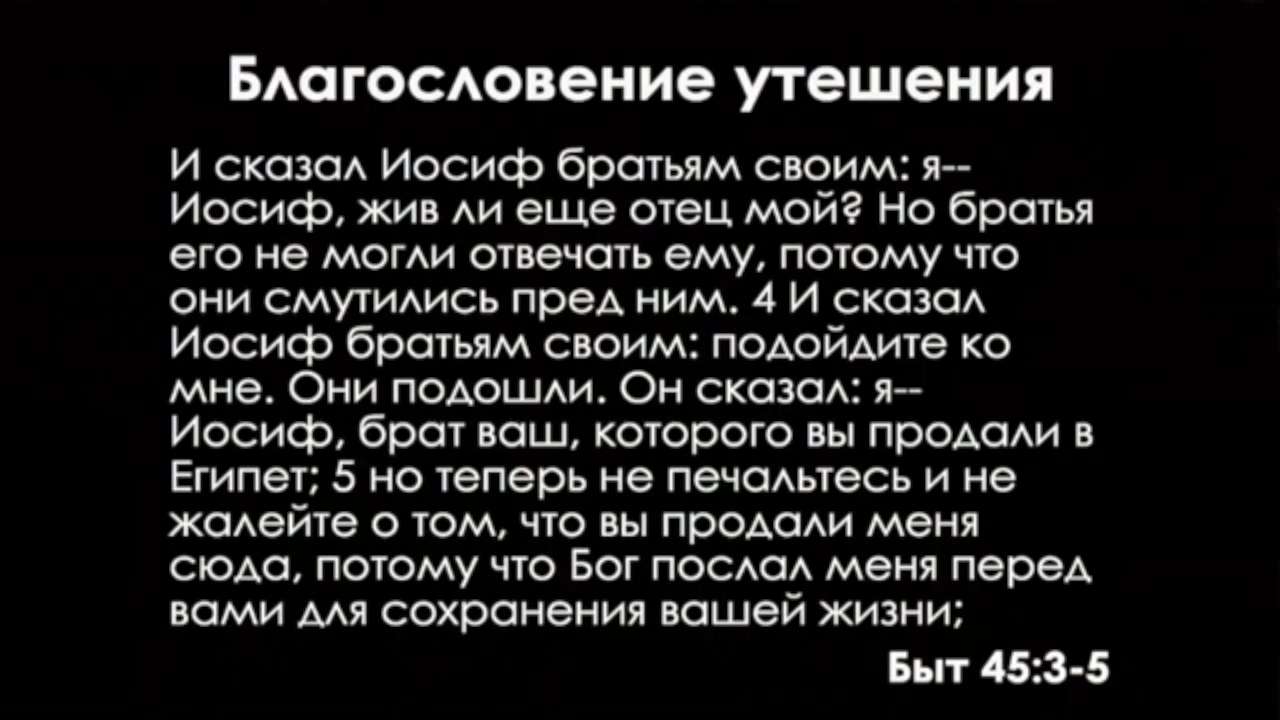 Благословение утешения
И сказал Иосиф братьям своим: я--
Иосиф, жив ли еще отец мой? Но братья
его не могли отвечать ему, потому что
они смутились пред ним. 4 И сказал
Иосиф братьям своим: подойдите ко
мне. Они подошли. Он сказал: я--
Иосиф, брат ваш, которого вы продали в
Египет; 5 но теперь не печальтесь и не
жалейте о том, что вы продали меня
сюда, потому что Бог послал меня перед
вами для сохранения вашей жизни;
Быт 45:3-5